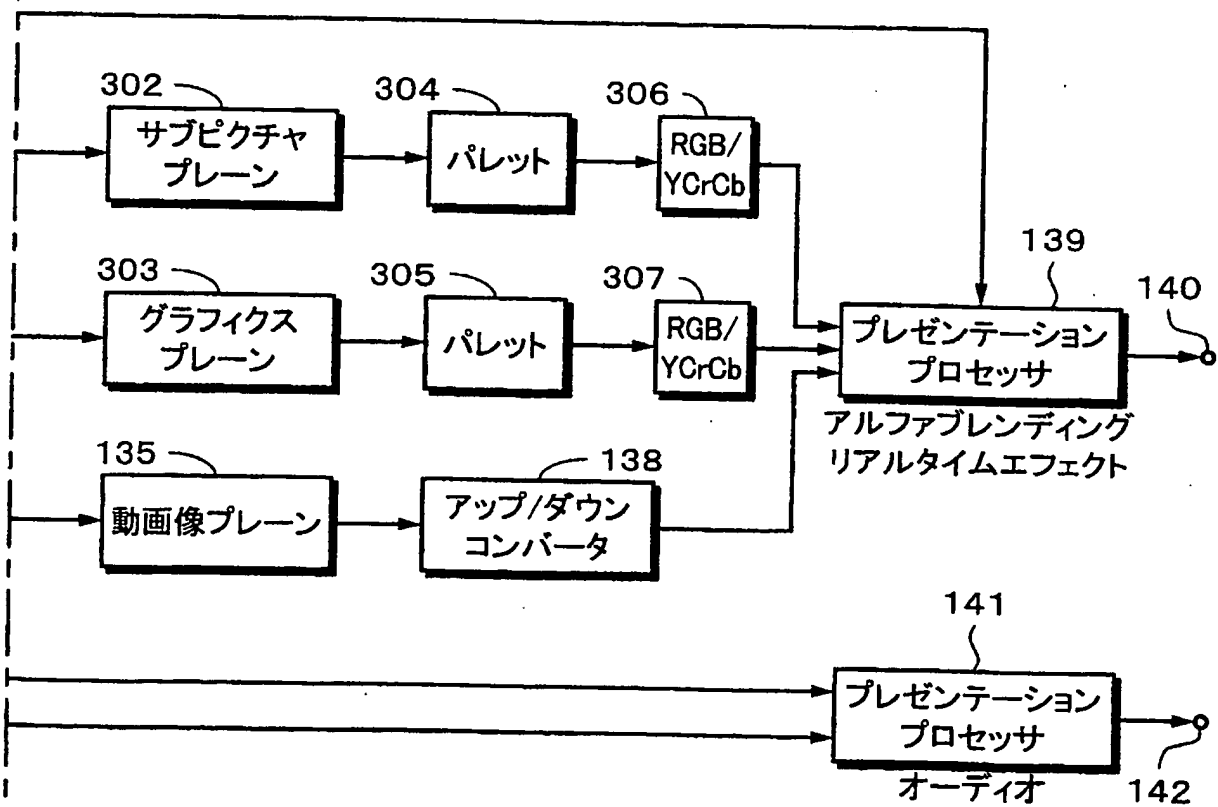 302
サブピクチャ
プレーン
304
パレット
306
RGB/
YCrCb
303
グラフィクス
プレーン
305
パレット
307
RGB/
YCrCb
139
プレゼンテーション
プロセッサ
アルファブレンディング
リアルタイムエフェクト
140
135
動画像プレーン
138
アップ/ダウン
コンバータ
141
プレゼンテーション
プロセッサ
オーディオ
142